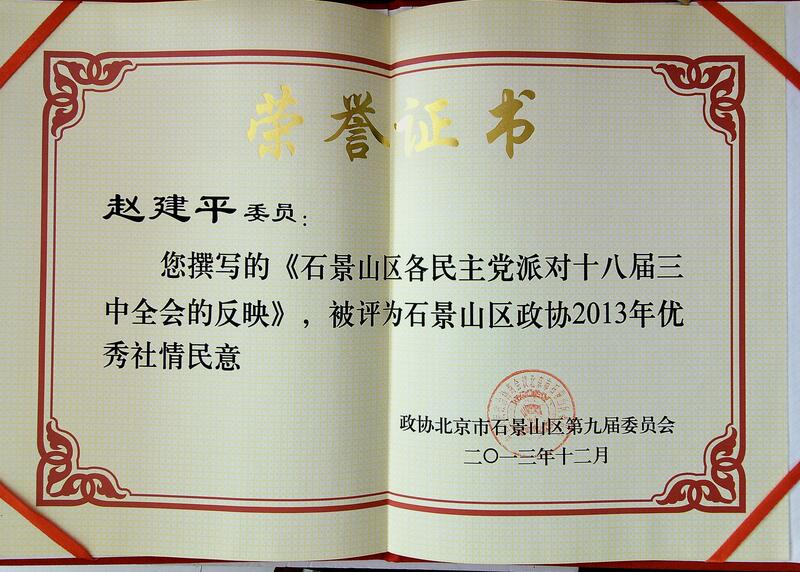 荣誉证书
赵建平委员：
您撰写的《石景山区各民主党派对十八届三
中全会的反映》，被评为石景山区政协2013年优
秀社情民意
政协北京市石景山区第九届委员会
二〇一三年十二月